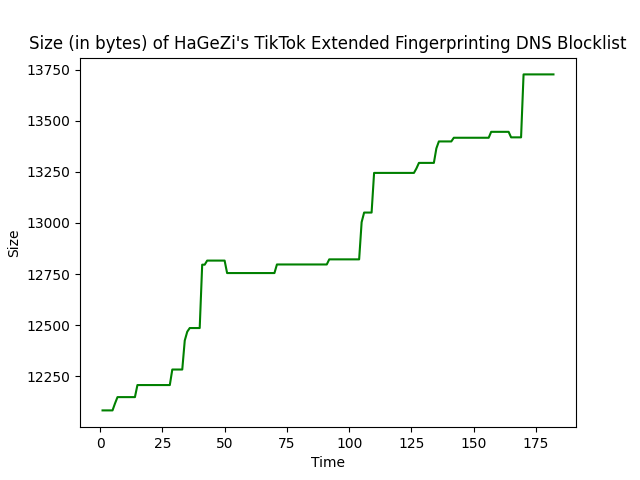 Size (in bytes) of HaGeZi's TikTok Extended Fingerprinting DNS Blocklist
13750
13500
13250
13000
12750
12500
12250
Size
0 25 50 75 100 125 150 175
Time